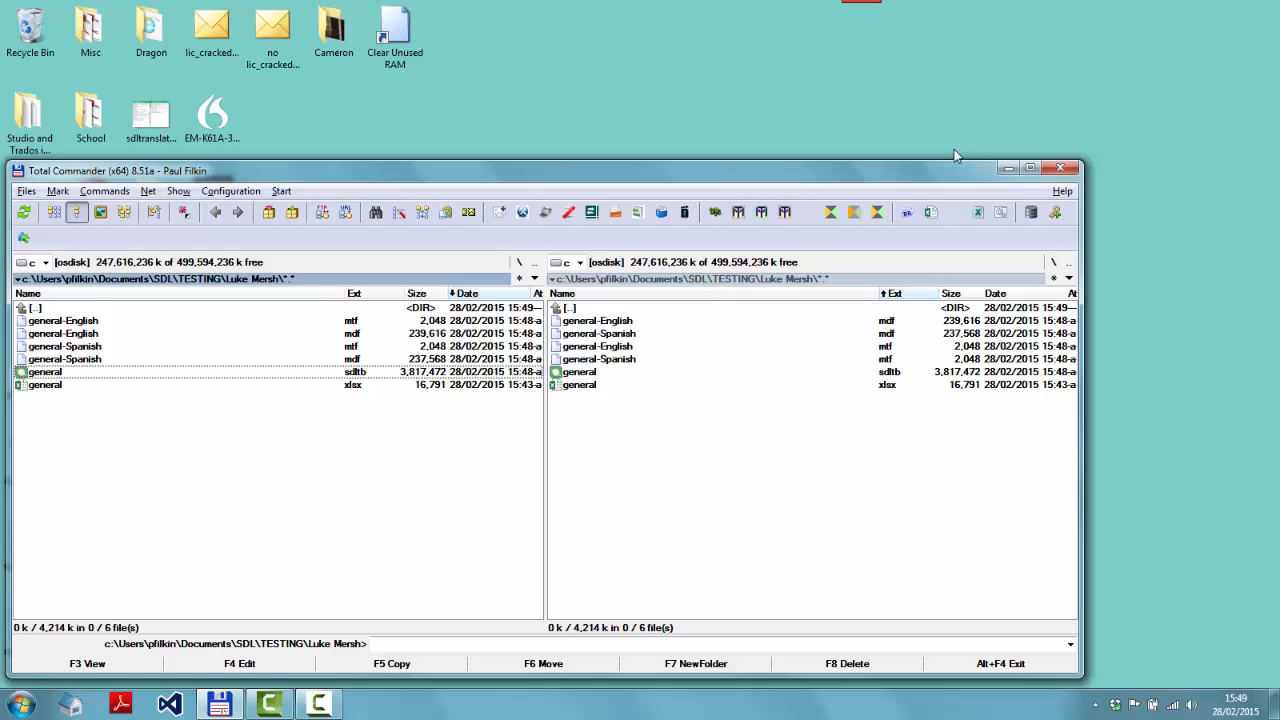 Recycle Bin
Misc
Dragon
lic_cracked...
no
lic_cracked...
Cameron
Clear Unused
RAM
Studio and
Trados i...
School
sdltranslat...
EM-K61A-3...
Total Commander (x64) 8.51a - Paul Filkin
Files Mark Commands Net Show Configuration Start Help
c [osdisk] 247,616,236 k of 499,594,236 k free \ ..
c [osdisk] 247,616,236 k of 499,594,236 k free \ ..
c:\Users\pfilkin\Documents\SDL\TESTING\Luke Mersh\*.* *
c:\Users\pfilkin\Documents\SDL\TESTING\Luke Mersh\*.* *
Name Ext Size Date At
[..] <DIR> 28/02/2015 15:49—
general-English mtf 2,048 28/02/2015 15:48-a
general-English mdf 239,616 28/02/2015 15:48-a
general-Spanish mtf 2,048 28/02/2015 15:48-a
general-Spanish mdf 237,568 28/02/2015 15:48-a
general sdltb 3,817,472 28/02/2015 15:48-a
general xlsx 16,791 28/02/2015 15:43-a
Name Ext Size Date At
[..] <DIR> 28/02/2015 15:49—
general-English mdf 239,616 28/02/2015 15:48-a
general-Spanish mdf 237,568 28/02/2015 15:48-a
general-English mtf 2,048 28/02/2015 15:48-a
general-Spanish mtf 2,048 28/02/2015 15:48-a
general sdltb 3,817,472 28/02/2015 15:48-a
general xlsx 16,791 28/02/2015 15:43-a
0 k / 4,214 k in 0 / 6 file(s)
0 k / 4,214 k in 0 / 6 file(s)
c:\Users\pfilkin\Documents\SDL\TESTING\Luke Mersh>
F3 View F4 Edit F5 Copy F6 Move F7 NewFolder F8 Delete Alt+F4 Exit
15:49
28/02/2015